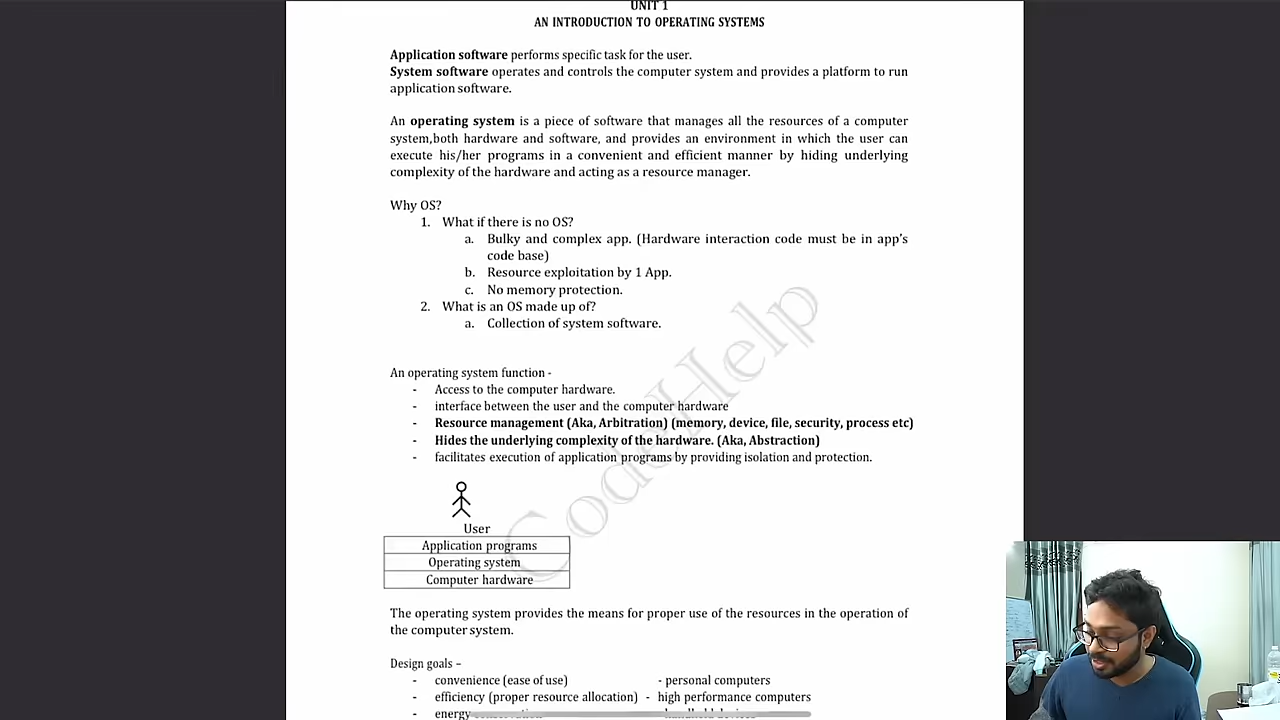 UNIT 1
AN INTRODUCTION TO OPERATING SYSTEMS
Application software performs specific task for the user.
System software operates and controls the computer system and provides a platform to run
application software.
An operating system is a piece of software that manages all the resources of a computer
system,both hardware and software, and provides an environment in which the user can
execute his/her programs in a convenient and efficient manner by hiding underlying
complexity of the hardware and acting as a resource manager.
Why OS?
1. What if there is no OS?
a. Bulky and complex app. (Hardware interaction code must be in app's
code base)
b. Resource exploitation by 1 App.
c. No memory protection.
2. What is an OS made up of?
a. Collection of system software.
An operating system function -
- Access to the computer hardware.
- interface between the user and the computer hardware
- Resource management (Aka, Arbitration) (memory, device, file, security, process etc)
- Hides the underlying complexity of the hardware. (Aka, Abstraction)
- facilitates execution of application programs by providing isolation and protection.
User
Application programs
Operating system
Computer hardware
The operating system provides the means for proper use of the resources in the operation of
the computer system.
Design goals –
- convenience (ease of use) - personal computers
- efficiency (proper resource allocation) - high performance computers
- energy
CodeHelp